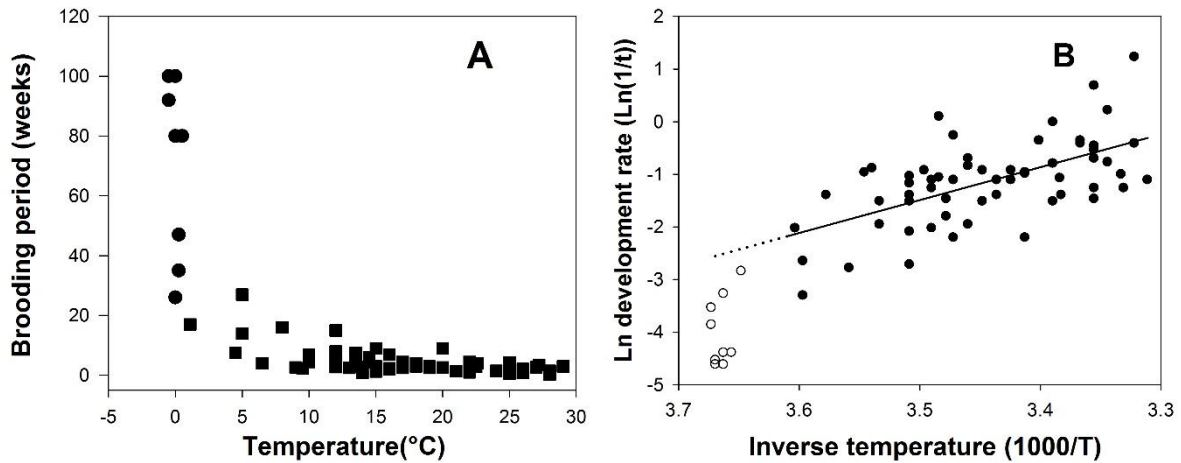 A
Brooding period (weeks)
120
100
80
60
40
20
0
-5 0 5 10 15 20 25 30
Temperature(°C)
B
Ln development rate (Ln(1/t))
2
1
0
-1
-2
-3
-4
-5
3.7 3.6 3.5 3.4 3.3
Inverse temperature (1000/T)